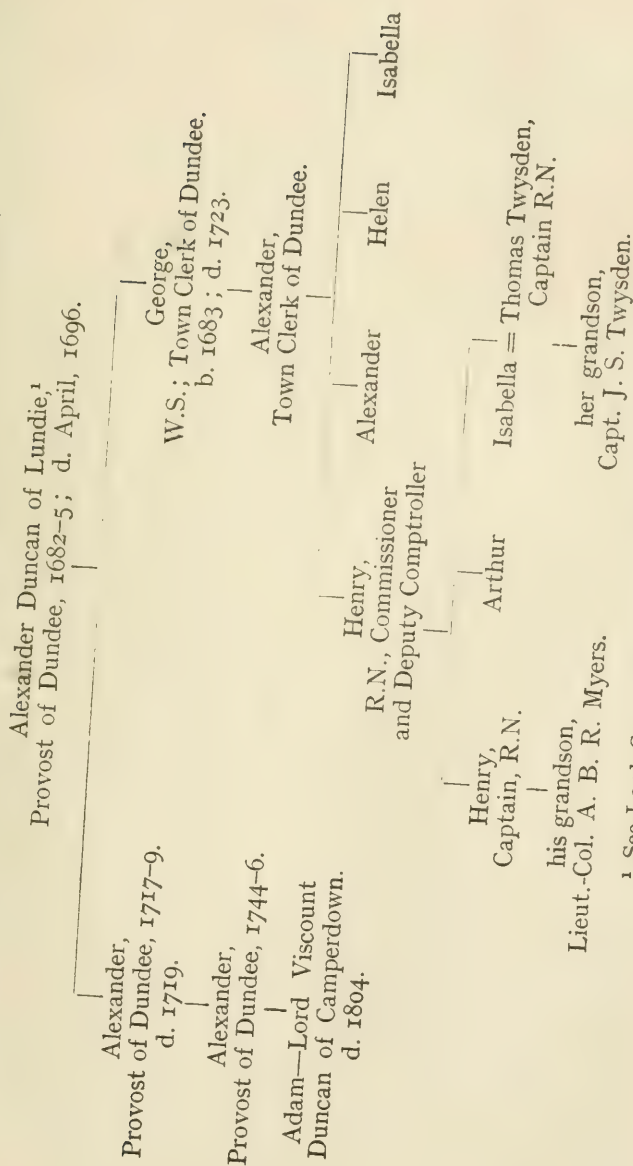 Alexander Duncan of Lundie,¹
Provost of Dundee, 1682-5; d. April, 1696.
Alexander,
Provost of Dundee, 1717-9.
d. 1719.
George,
W.S.; Town Clerk of Dundee.
b. 1683; d. 1723.
Alexander,
Provost of Dundee, 1744-6.
Alexander,
Town Clerk of Dundee.
Adam—Lord Viscount
Duncan of Camperdown.
d. 1804.
Henry,
R.N., Commissioner
and Deputy Comptroller
Alexander
Helen
Isabella
Henry,
Captain, R.N.
Arthur
Isabella = Thomas Twysden,
Captain R.N.
his grandson,
Lieut.-Col. A. B. R. Myers.
her grandson,
Capt. J. S. Twysden.
¹ See